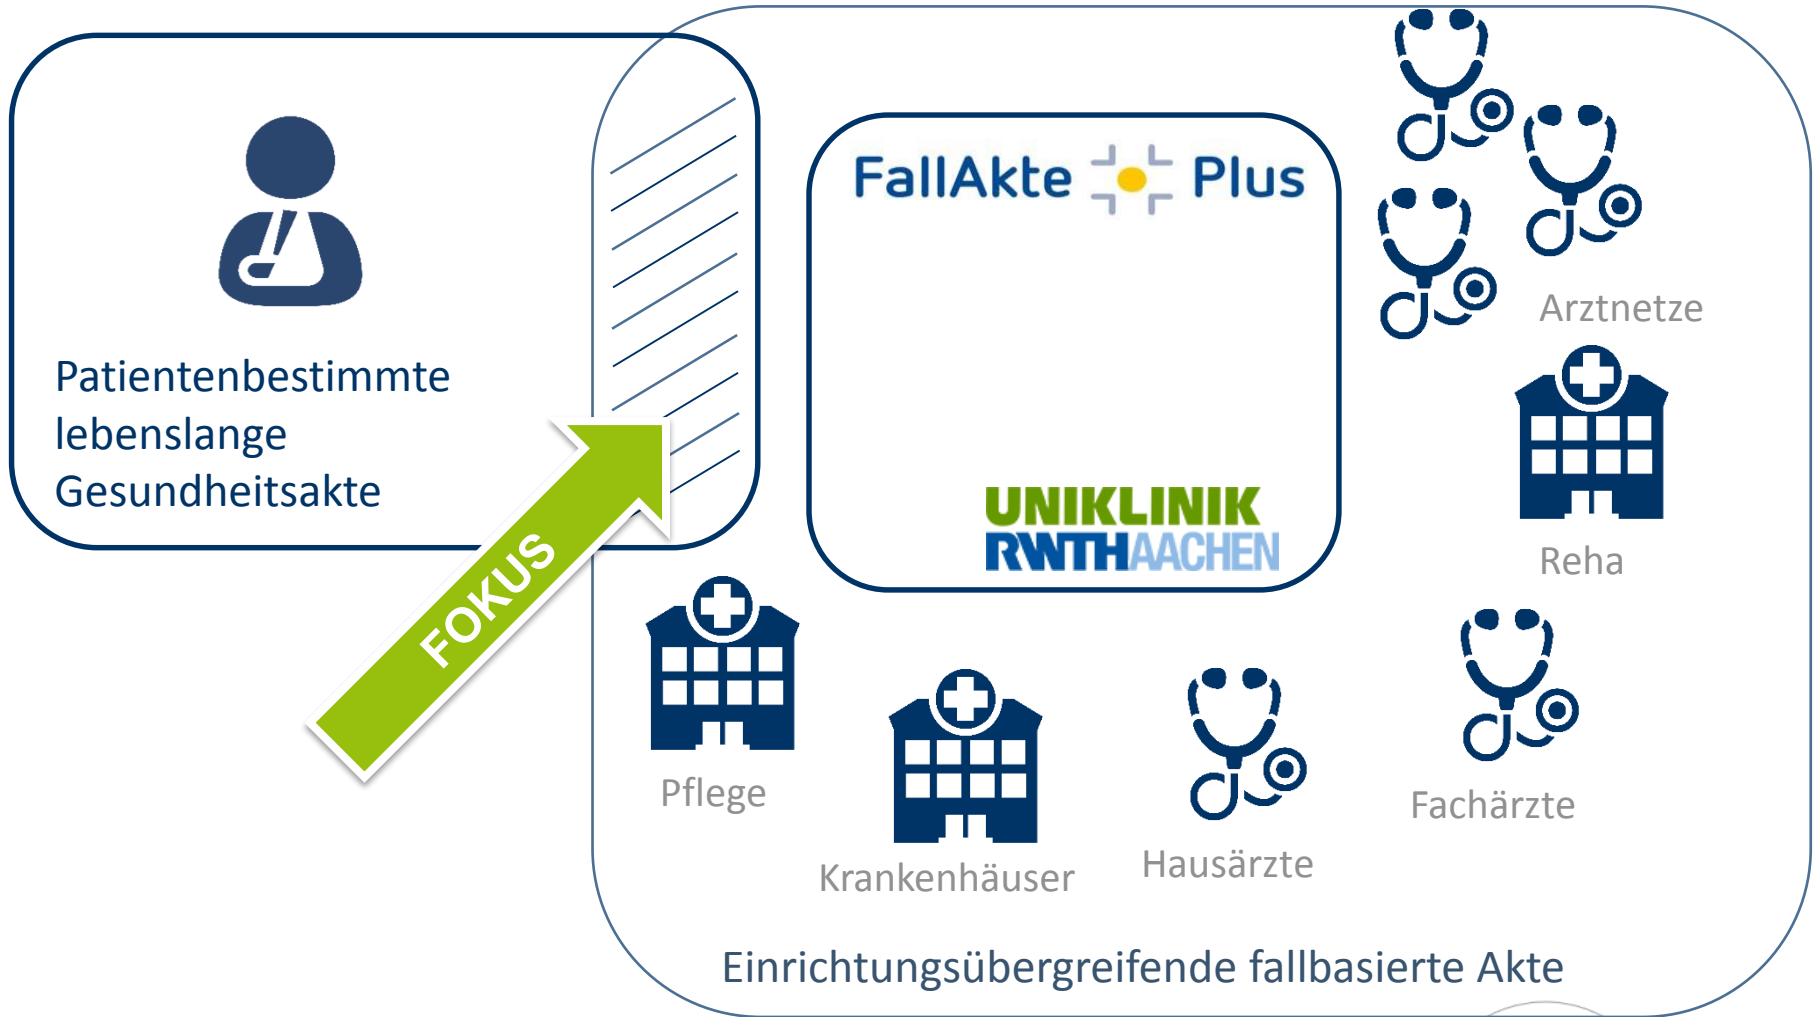 Patientenbestimmte
lebenslange
Gesundheitsakte
FOKUS
FallAkte Plus
UNIKLINIK
RWTHAACHEN
Arztnetze
Reha
Fachärzte
Hausärzte
Krankenhäuser
Pflege
Einrichtungsübergreifende fallbasierte Akte